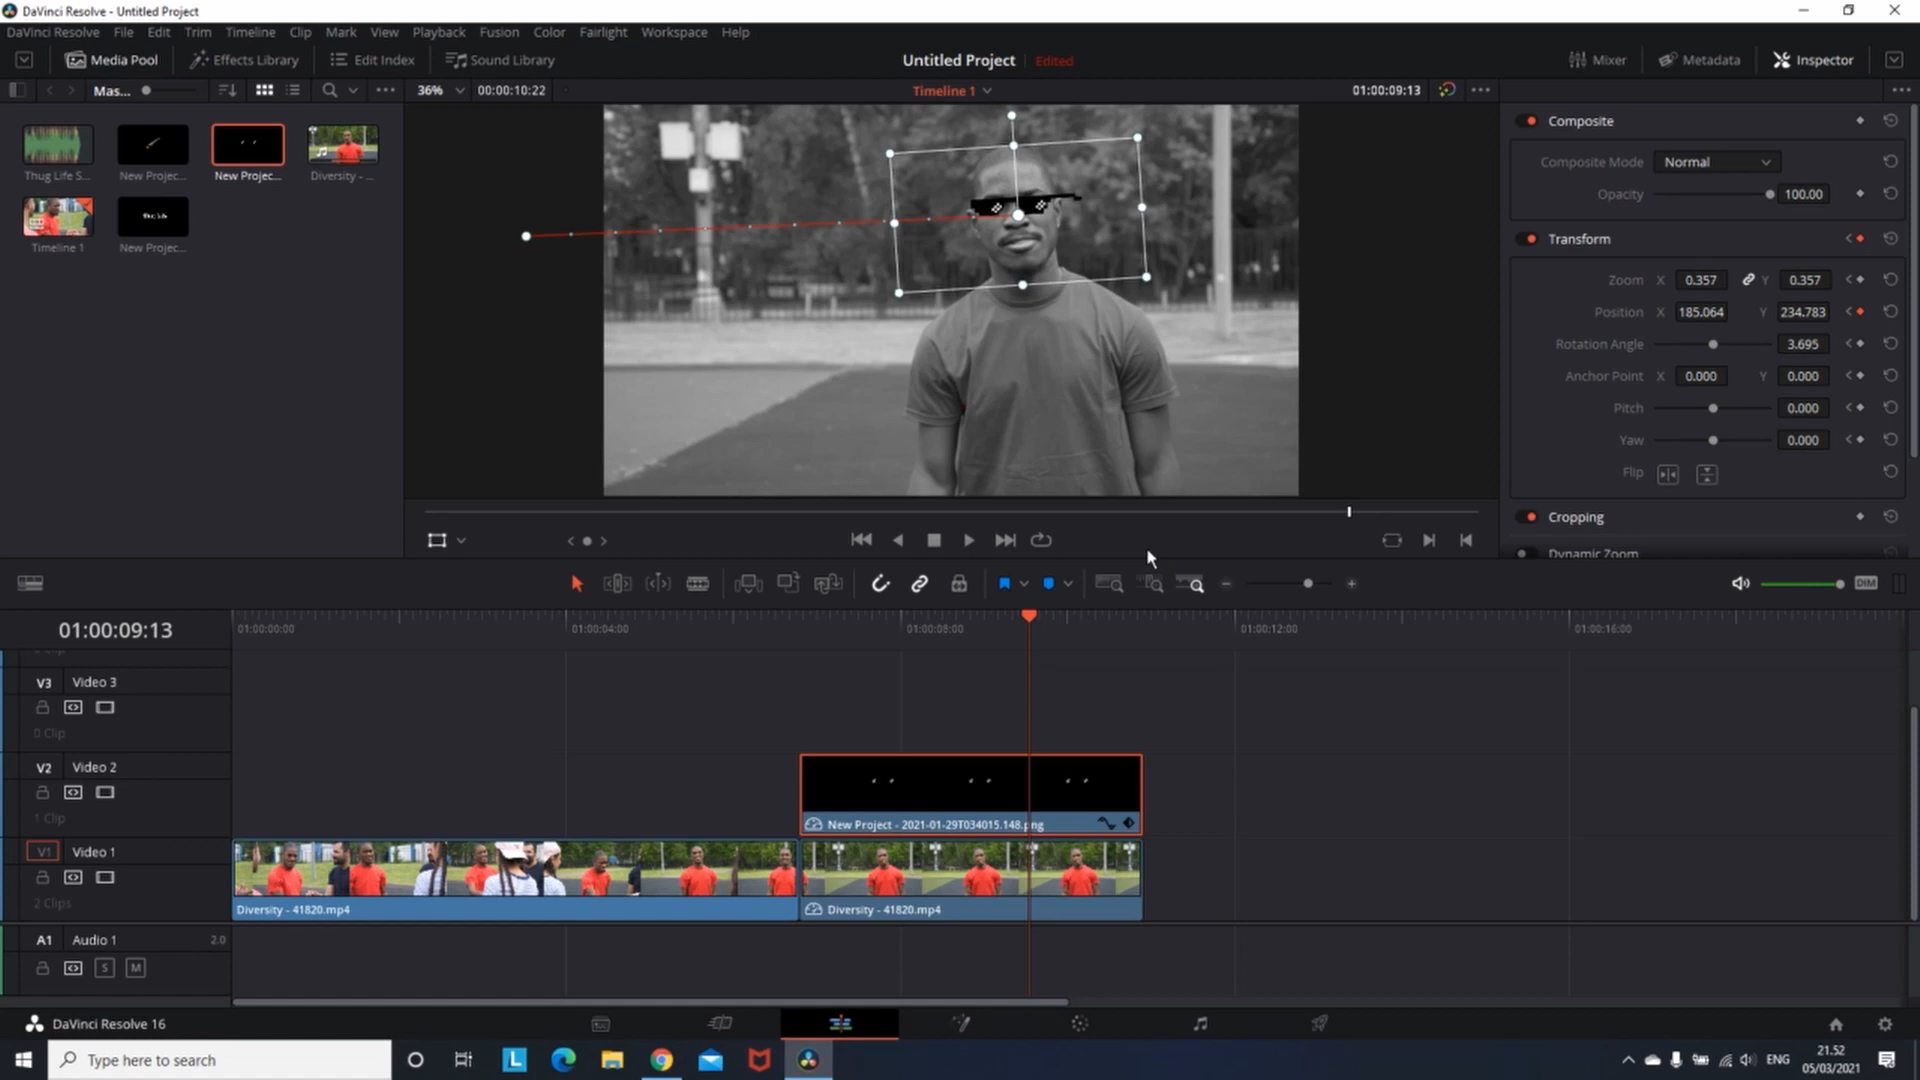 DaVinci Resolve - Untitled Project
DaVinci Resolve File Edit Trim Timeline Clip Mark View Playback Fusion Color Fairlight Workspace Help
Media Pool Effects Library Edit Index Sound Library Untitled Project Edited Mixer Metadata Inspector
Mas... 36% 00:00:10:22 Timeline 1 01:00:09:13
Thug Life S... New Projec... New Projec... Diversity - ...
Timeline 1 New Projec...
Composite
Composite Mode Normal
Opacity 100.00
Transform
Zoom X 0.357 Y 0.357
Position X 185.064 Y 234.783
Rotation Angle 3.695
Anchor Point X 0.000 Y 0.000
Pitch 0.000
Yaw 0.000
Flip
Cropping
Dynamic Zoom
DIM
01:00:09:13 01:00:00:00 01:00:04:00 01:00:08:00 01:00:12:00 01:00:16:00
V3 Video 3
0 Clip
V2 Video 2
1 Clip
New Project - 2021-01-29T034015.148.png
V1 Video 1
2 Clips
Diversity - 41820.mp4 Diversity - 41820.mp4
A1 Audio 1 2.0
S M
DaVinci Resolve 16
Type here to search
L
ENG
21.52
05/03/2021